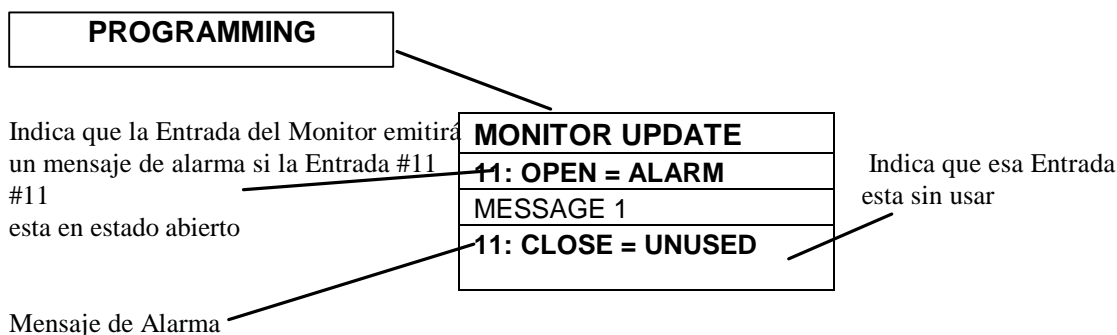 PROGRAMMING
Indica que la Entrada del Monitor emitirá
un mensaje de alarma si la Entrada #11
#11
esta en estado abierto
MONITOR UPDATE
11: OPEN = ALARM
MESSAGE 1
11: CLOSE = UNUSED
Indica que esa Entrada
esta sin usar
Mensaje de Alarma